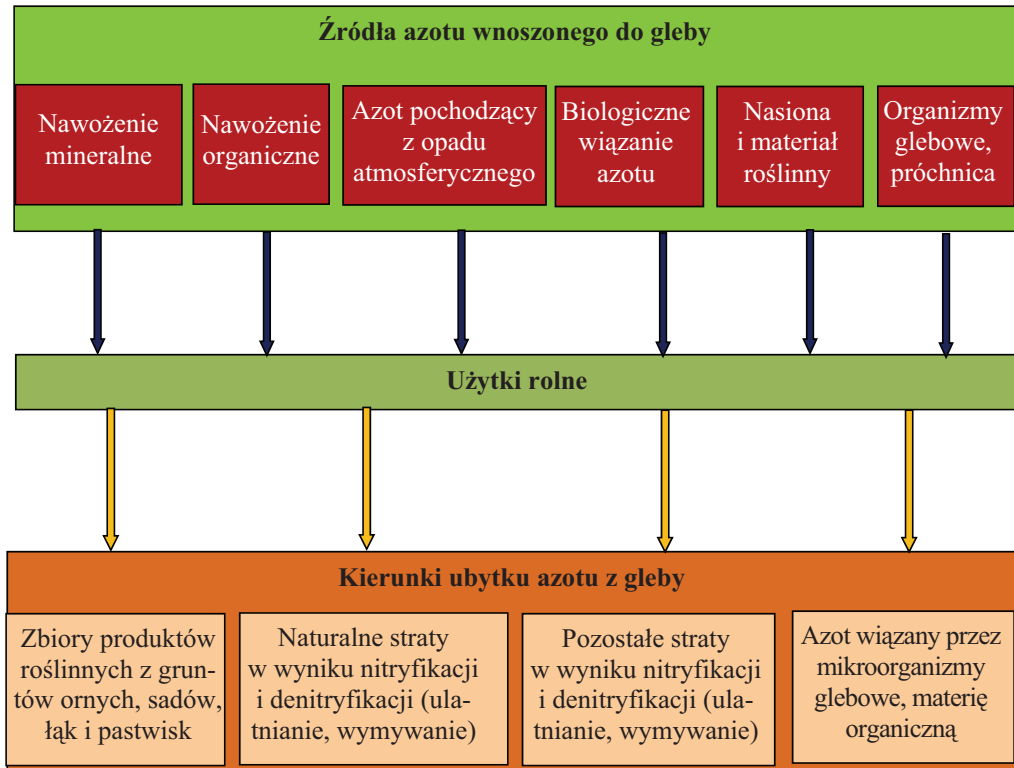 Źródła azotu wnoszonego do gleby
Nawożenie
mineralne
Nawożenie
organiczne
Azot pochodzący
z opadu
atmosferycznego
Biologiczne
wiązanie
azotu
Nasiona
i materiał
roślinny
Organizmy
glebowe,
próchnica
Użytki rolne
Kierunki ubytku azotu z gleby
Zbiory produktów
roślinnych z grun-
tów ornych, sadów,
łąk i pastwisk
Naturalne straty
w wyniku nitryfikacji
i denitryfikacji (ula-
tnianie, wymywanie)
Pozostałe straty
w wyniku nitryfikacji
i denitryfikacji (ula-
tnianie, wymywanie)
Azot wiązany przez
mikroorganizmy
glebowe, materię
organiczną